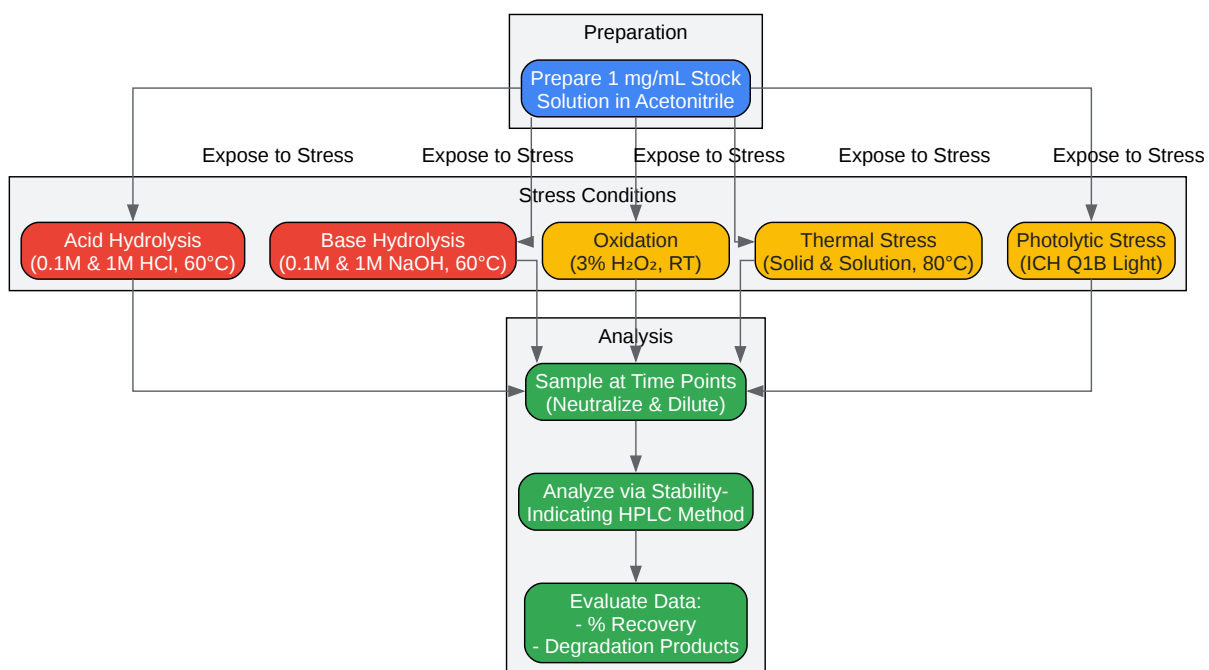 Preparation
Prepare 1 mg/mL Stock
Solution in Acetonitrile
Expose to Stress
Expose to Stress
Expose to Stress
Expose to Stress
Expose to Stress
Stress Conditions
Acid Hydrolysis
(0.1M & 1M HCl, 60°C)
Base Hydrolysis
(0.1M & 1M NaOH, 60°C)
Oxidation
(3% H₂O₂, RT)
Thermal Stress
(Solid & Solution, 80°C)
Photolytic Stress
(ICH Q1B Light)
Analysis
Sample at Time Points
(Neutralize & Dilute)
Analyze via Stability-
Indicating HPLC Method
Evaluate Data:
- % Recovery
- Degradation Products